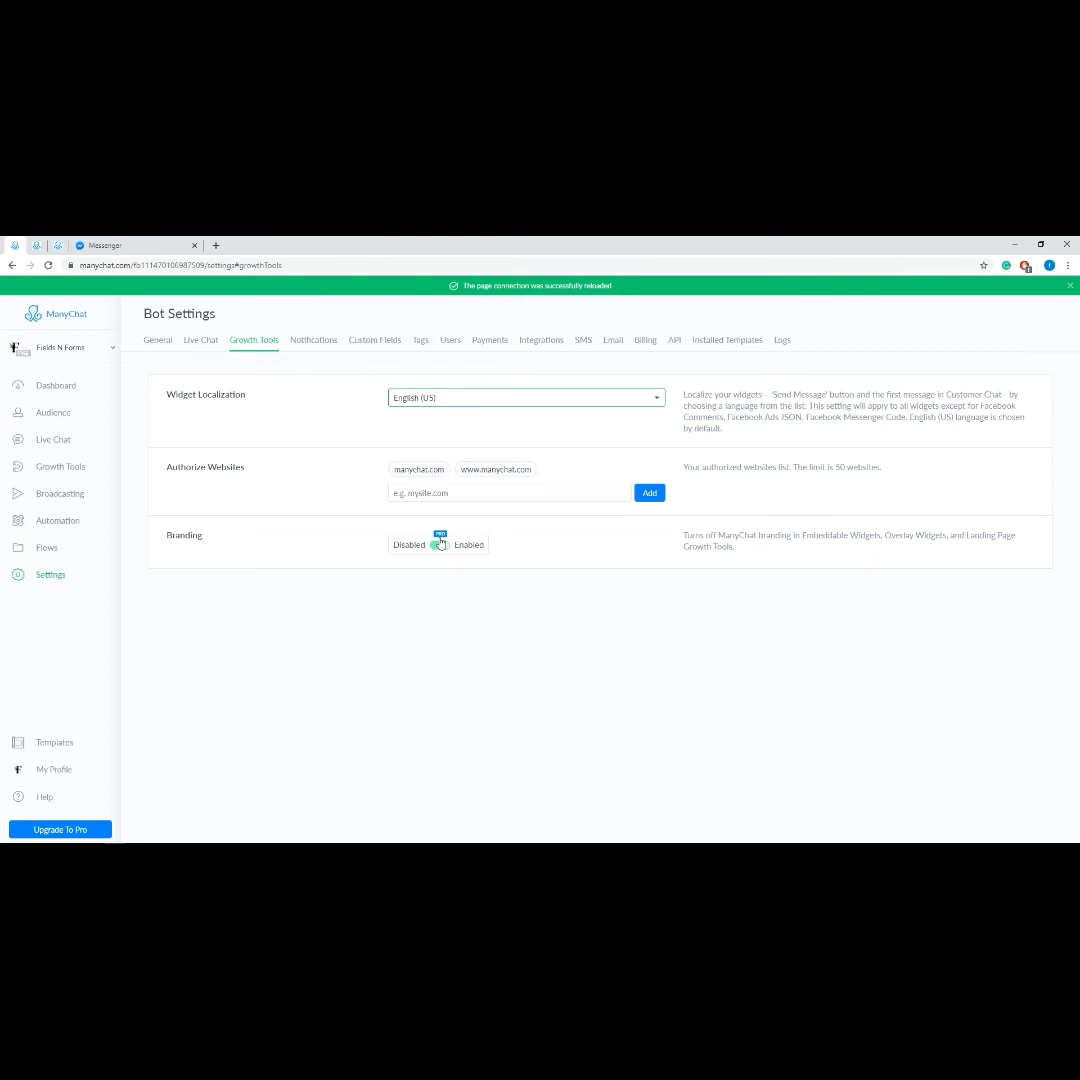 Messenger
manychat.com/fb111470106987509/settings#growthTools
The page connection was successfully reloaded
ManyChat
Bot Settings
Fields N Forms
General Live Chat Growth Tools Notifications Custom Fields Tags Users Payments Integrations SMS Email Billing API Installed Templates Logs
Dashboard
Audience
Live Chat
Growth Tools
Broadcasting
Automation
Flows
Settings
Templates
My Profile
Help
Upgrade To Pro
Widget Localization
English (US)
Localize your widgets - 'Send Message' button and the first message in Customer Chat - by
choosing a language from the list. This setting will apply to all widgets except for Facebook
Comments, Facebook Ads JSON, Facebook Messenger Code. English (US) language is chosen
by default.
Authorize Websites
manychat.com www.manychat.com
e.g. mysite.com
Add
Your authorized websites list. The limit is 50 websites.
Branding
PRO
Disabled Enabled
Turns off ManyChat branding in Embeddable Widgets, Overlay Widgets, and Landing Page
Growth Tools.